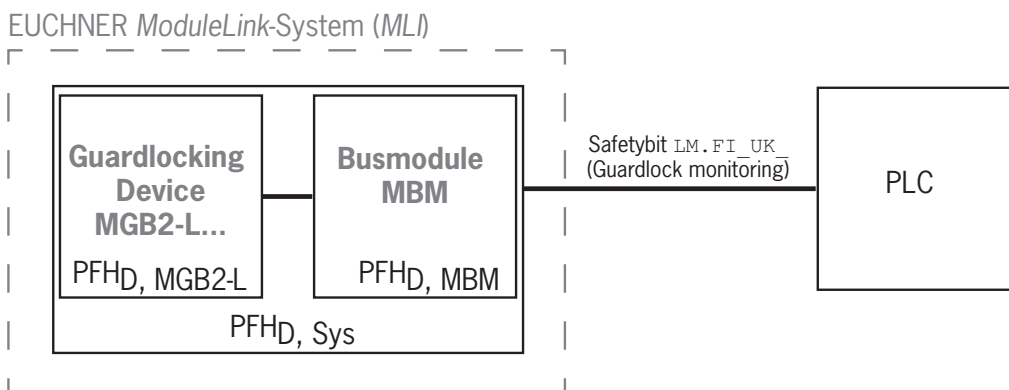 EUCHNER ModuleLink-System (MLI)
Guardlocking
Device
MGB2-L...
PFHD, MGB2-L
Busmodule
MBM
PFHD, MBM
PFHD, Sys
Safetybit LM.FI_UK_
(Guardlock monitoring)
PLC